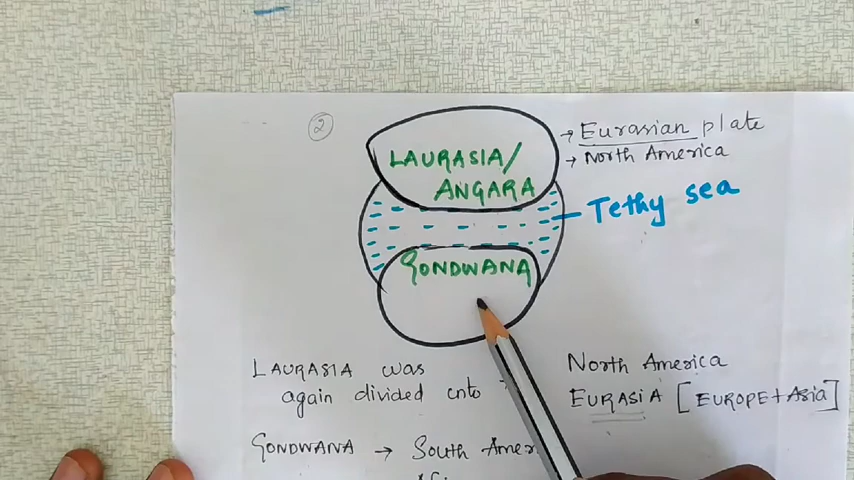 2
LAURASIA/
ANGARA
→ Eurasian plate
→ North America
Tethy sea
GONDWANA
LAURASIA was
again divided into
North America
EURASIA [EUROPE + Asia]
GONDWANA → South